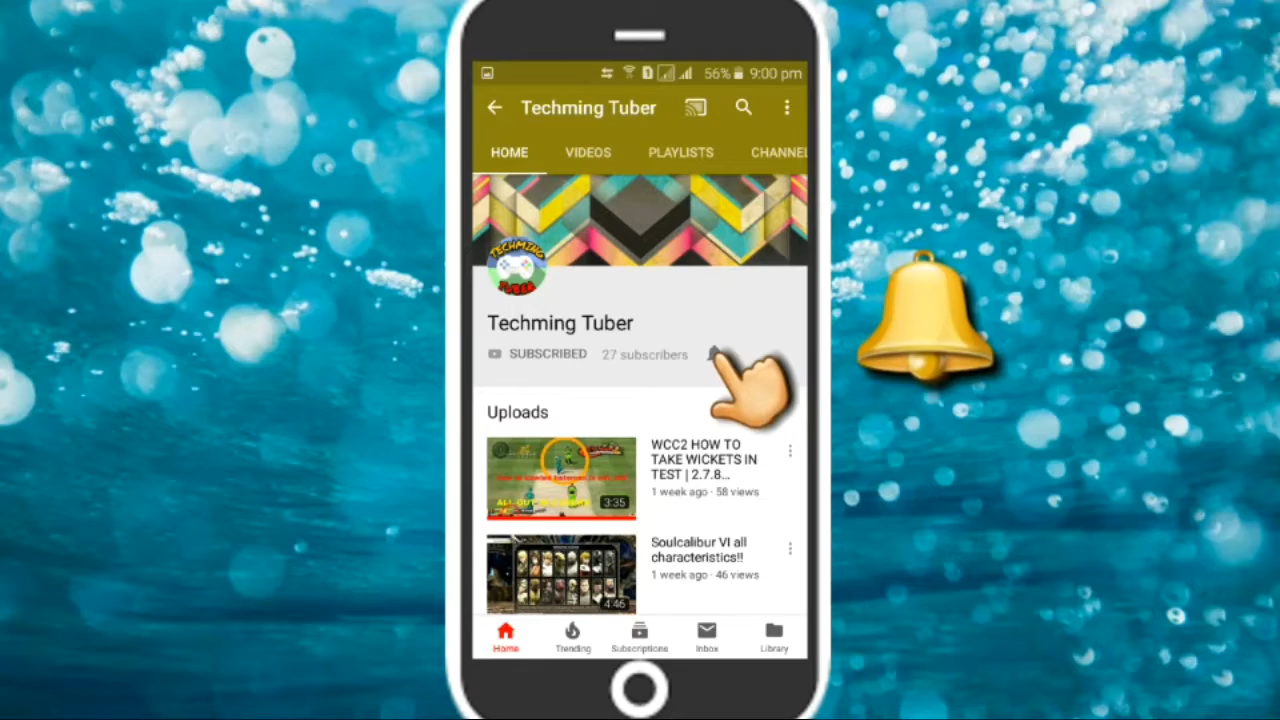 56% 9:00 pm
Techming Tuber
HOME VIDEOS PLAYLISTS CHANNEL
TECHMING
TUBER
Techming Tuber
SUBSCRIBED 27 subscribers
Uploads
WCC2 HOW TO
TAKE WICKETS IN
TEST | 2.7.8...
1 week ago · 58 views
3:35
Soulcalibur VI all
characteristics!!
1 week ago · 46 views
4:46
Home Trending Subscriptions Inbox Library